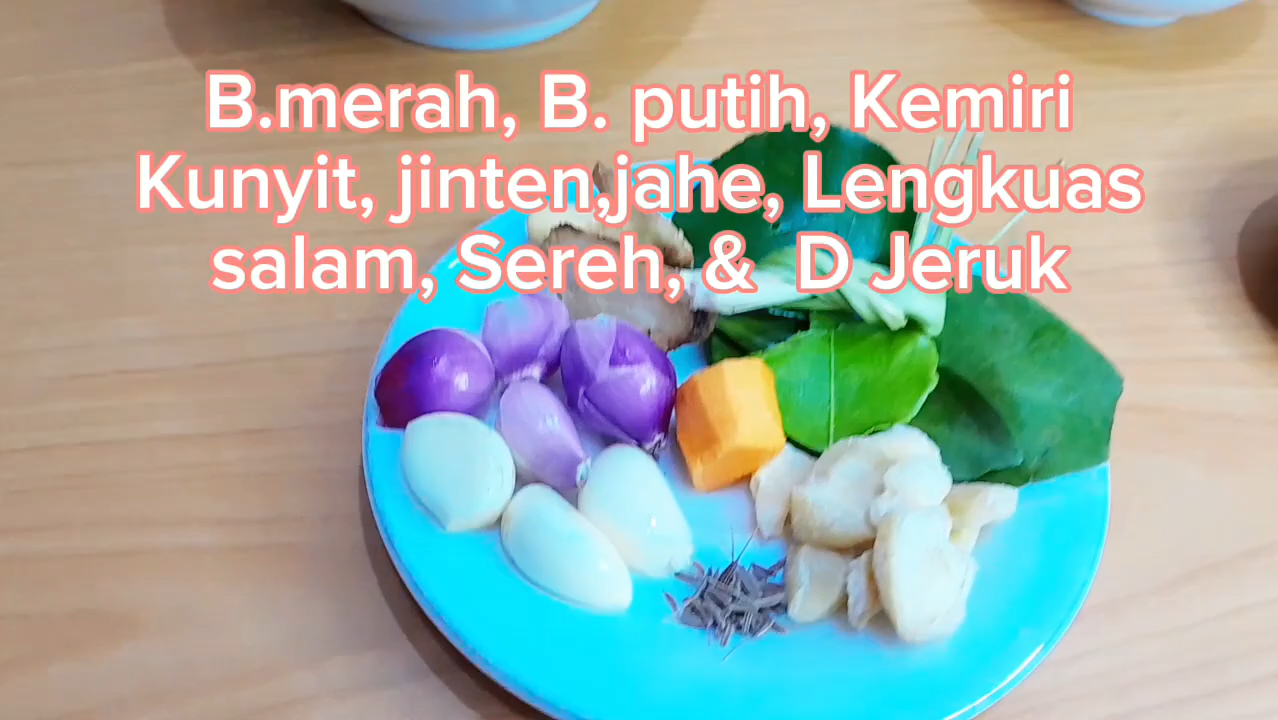 B.merah, B. putih, Kemiri
Kunyit, jinten,jahe, Lengkuas
salam, Sereh, & D Jeruk